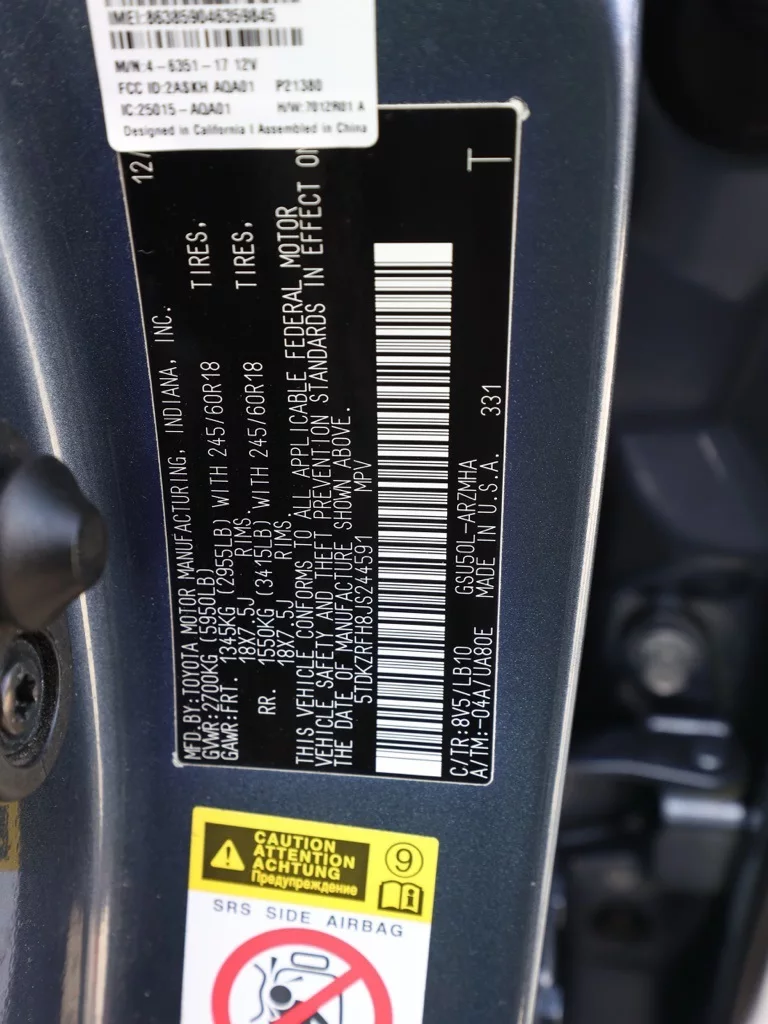 IMEI:863859046359845
M/N:4-6351-17 12V
FCC ID:2ASKH AQA01 P21380
IC:25015-AQA01 H/W:7012R01 A
Designed in California | Assembled in China
MFD.BY:TOYOTA MOTOR MANUFACTURING, INDIANA, INC. 12/
GVWR:2700KG (5950LB)
GAWR:FRT. 1345KG (2955LB) WITH 245/60R18 TIRES,
18X7.5J RIMS.
RR. 1550KG (3415LB) WITH 245/60R18 TIRES,
18X7.5J RIMS.
THIS VEHICLE CONFORMS TO ALL APPLICABLE FEDERAL MOTOR
VEHICLE SAFETY AND THEFT PREVENTION STANDARDS IN EFFECT ON
THE DATE OF MANUFACTURE SHOWN ABOVE.
5TDKZRFH8JS244591 MPV
C/TR:8V5/LB10 GSU50L-ARZMHA 331
A/TM:-04A/UA80E MADE IN U.S.A. T
CAUTION
ATTENTION
ACHTUNG
Предупреждение
9
SRS SIDE AIRBAG